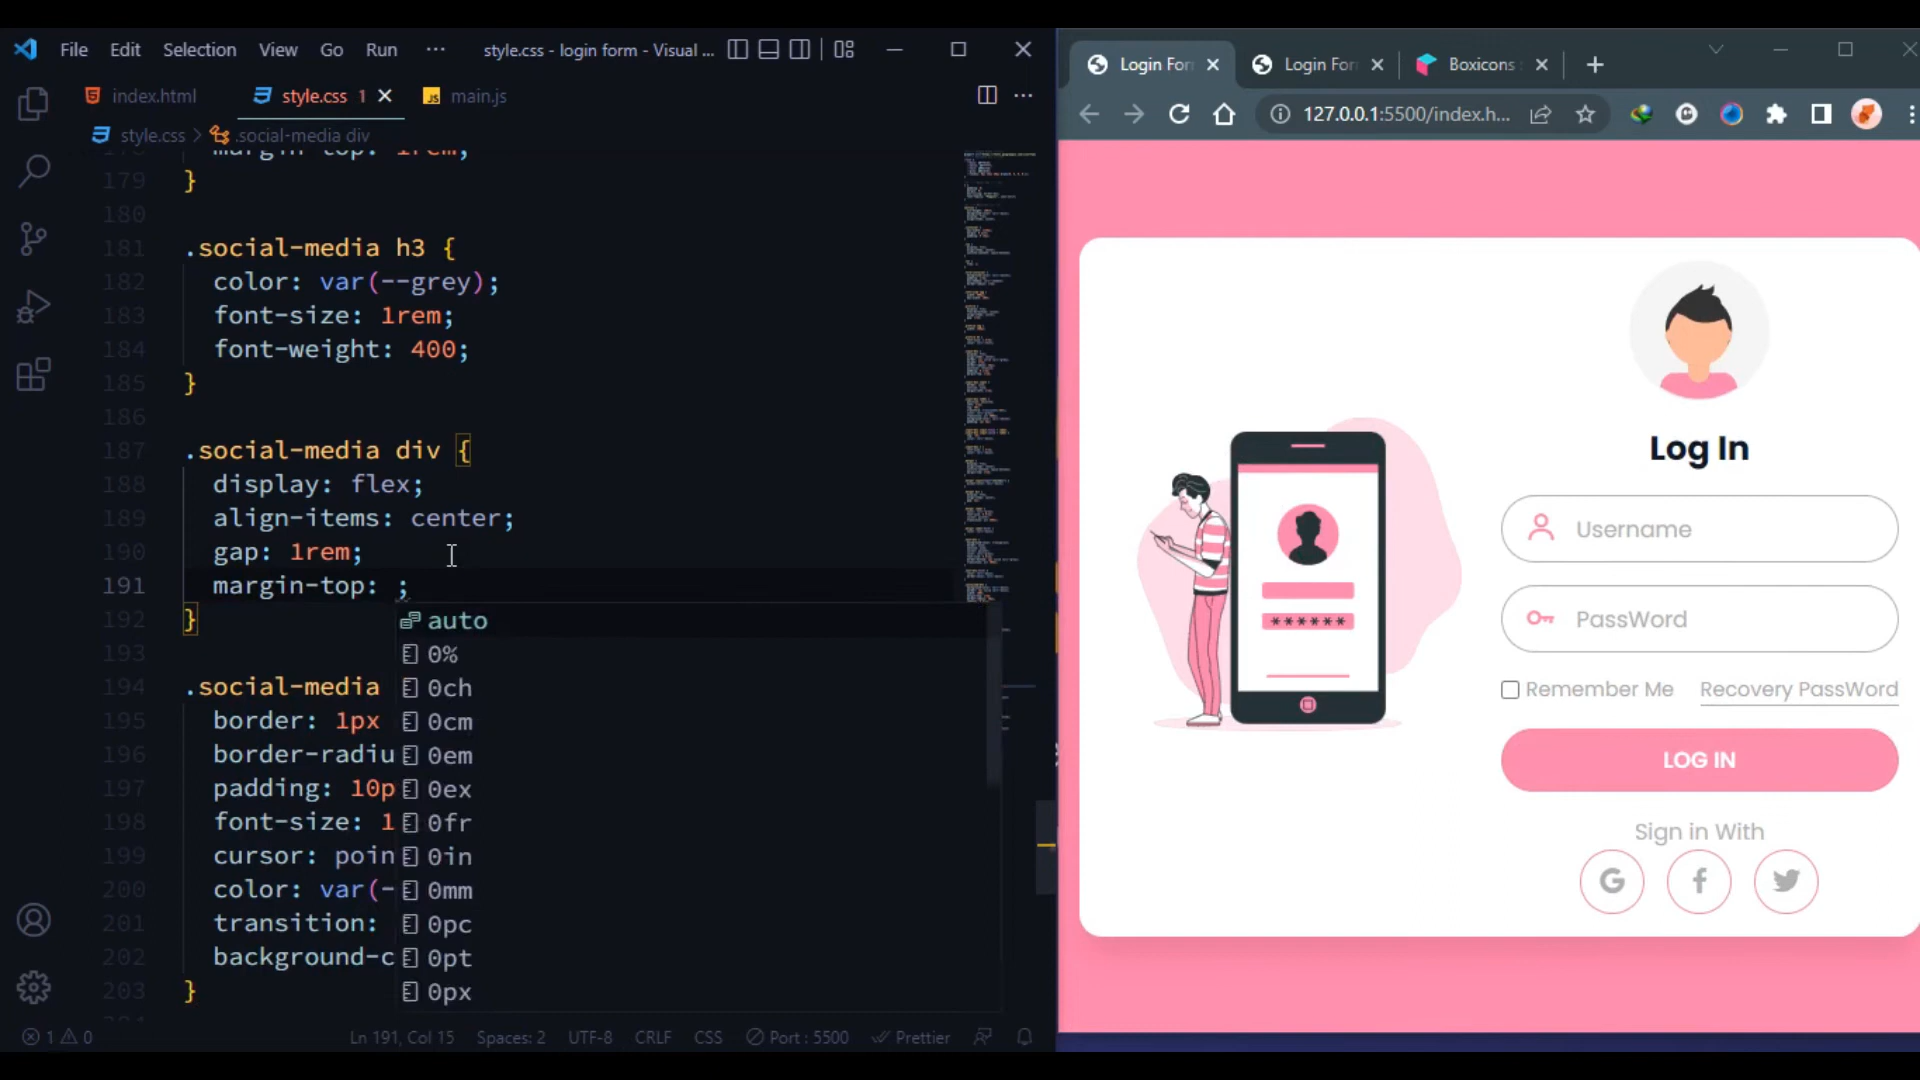 File Edit Selection View Go Run ··· style.css - login form - Visual ...
index.html style.css 1 main.js
style.css > .social-media div
179 }
180
181 .social-media h3 {
182 color: var(--grey);
183 font-size: 1rem;
184 font-weight: 400;
185 }
186
187 .social-media div {
188 display: flex;
189 align-items: center;
190 gap: 1rem;
191 margin-top: ;
192 }
193
194 .social-media
195 border: 1px
196 border-radiu
197 padding: 10p
198 font-size: 1
199 cursor: poin
200 color: var(-
201 transition:
202 background-c
203 }
auto
0%
0ch
0cm
0em
0ex
0fr
0in
0mm
0pc
0pt
0px
1 0 Ln 191, Col 15 Spaces: 2 UTF-8 CRLF CSS Port : 5500 Prettier
Login For Login For Boxicons
127.0.0.1:5500/index.h...
Log In
Username
PassWord
Remember Me Recovery PassWord
LOG IN
Sign in With
******